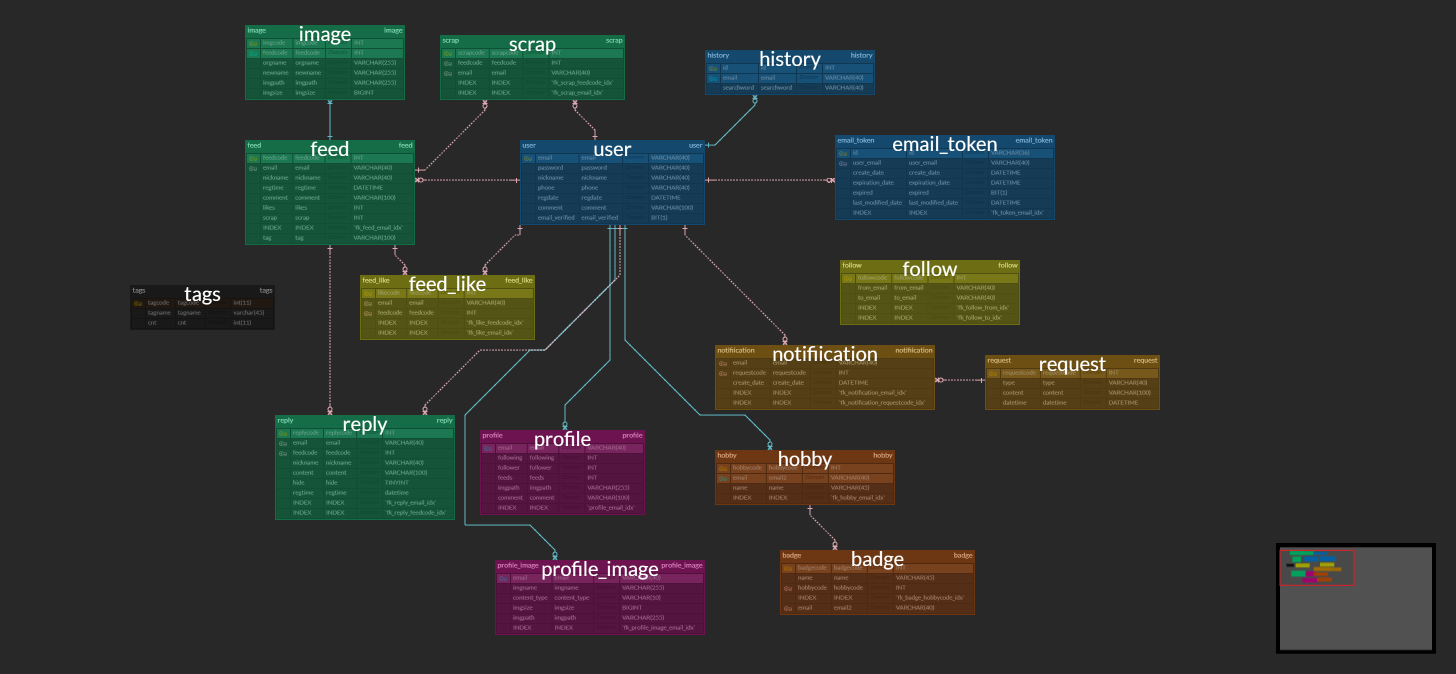 image image image
imgcode imgcode INT
feedcode feedcode INT
orgname orgname VARCHAR(255)
newname newname VARCHAR(255)
imgpath imgpath VARCHAR(255)
imgsize imgsize BIGINT
scrap scrap scrap
scrapcode scrapcode INT
feedcode feedcode INT
email email VARCHAR(40)
INDEX INDEX 'fk_scrap_feedcode_idx'
INDEX INDEX 'fk_scrap_email_idx'
history history history
id id INT
email email VARCHAR(40)
searchword searchword VARCHAR(40)
feed feed feed
feedcode feedcode INT
email email VARCHAR(40)
nickname nickname VARCHAR(40)
regtime regtime DATETIME
comment comment VARCHAR(100)
likes likes INT
scrap scrap INT
INDEX INDEX 'fk_feed_email_idx'
tag tag VARCHAR(100)
user user user
email email VARCHAR(40)
password password VARCHAR(40)
nickname nickname VARCHAR(40)
phone phone VARCHAR(40)
regdate regdate DATETIME
comment comment VARCHAR(100)
email_verified email_verified BIT(1)
email_token email_token email_token
id id VARCHAR(36)
user_email user_email VARCHAR(40)
create_date create_date DATETIME
expiration_date expiration_date DATETIME
expired expired BIT(1)
last_modified_date last_modified_date DATETIME
INDEX INDEX 'fk_token_email_idx'
tags tags tags
tagcode tagcode int(11)
tagname tagname varchar(45)
cnt cnt int(11)
feed_like feed_like feed_like
likecode INT
email email VARCHAR(40)
feedcode feedcode INT
INDEX INDEX 'fk_like_feedcode_idx'
INDEX INDEX 'fk_like_email_idx'
follow follow follow
followcode INT
from_email from_email VARCHAR(40)
to_email to_email VARCHAR(40)
INDEX INDEX 'fk_follow_from_idx'
INDEX INDEX 'fk_follow_to_idx'
notification notification notification
email email VARCHAR(40)
requestcode requestcode INT
create_date create_date DATETIME
INDEX INDEX 'fk_notification_email_idx'
INDEX INDEX 'fk_notification_requestcode_idx'
request request request
requestcode requestcode INT
type type VARCHAR(40)
content content VARCHAR(100)
datetime datetime DATETIME
reply reply reply
replycode replycode INT
email email VARCHAR(40)
feedcode feedcode INT
nickname nickname VARCHAR(40)
content content VARCHAR(100)
hide hide TINYINT
regtime regtime datetime
INDEX INDEX 'fk_reply_email_idx'
INDEX INDEX 'fk_reply_feedcode_idx'
profile profile profile
email email VARCHAR(40)
following following INT
follower follower INT
feeds feeds INT
imgpath imgpath VARCHAR(255)
comment comment VARCHAR(100)
INDEX INDEX 'profile_email_idx'
hobby hobby hobby
hobbycode hobbycode INT
email email2 VARCHAR(40)
name name VARCHAR(45)
INDEX INDEX 'fk_hobby_email_idx'
profile_image profile_image profile_image
email email VARCHAR(40)
imgname imgname VARCHAR(255)
content_type content_type VARCHAR(10)
imgsize imgsize BIGINT
imgpath imgpath VARCHAR(255)
INDEX INDEX 'fk_profile_image_email_idx'
badge badge badge
badgecode badgecode INT
name name VARCHAR(45)
hobbycode hobbycode INT
INDEX INDEX 'fk_badge_hobbycode_idx'
email email2 VARCHAR(40)